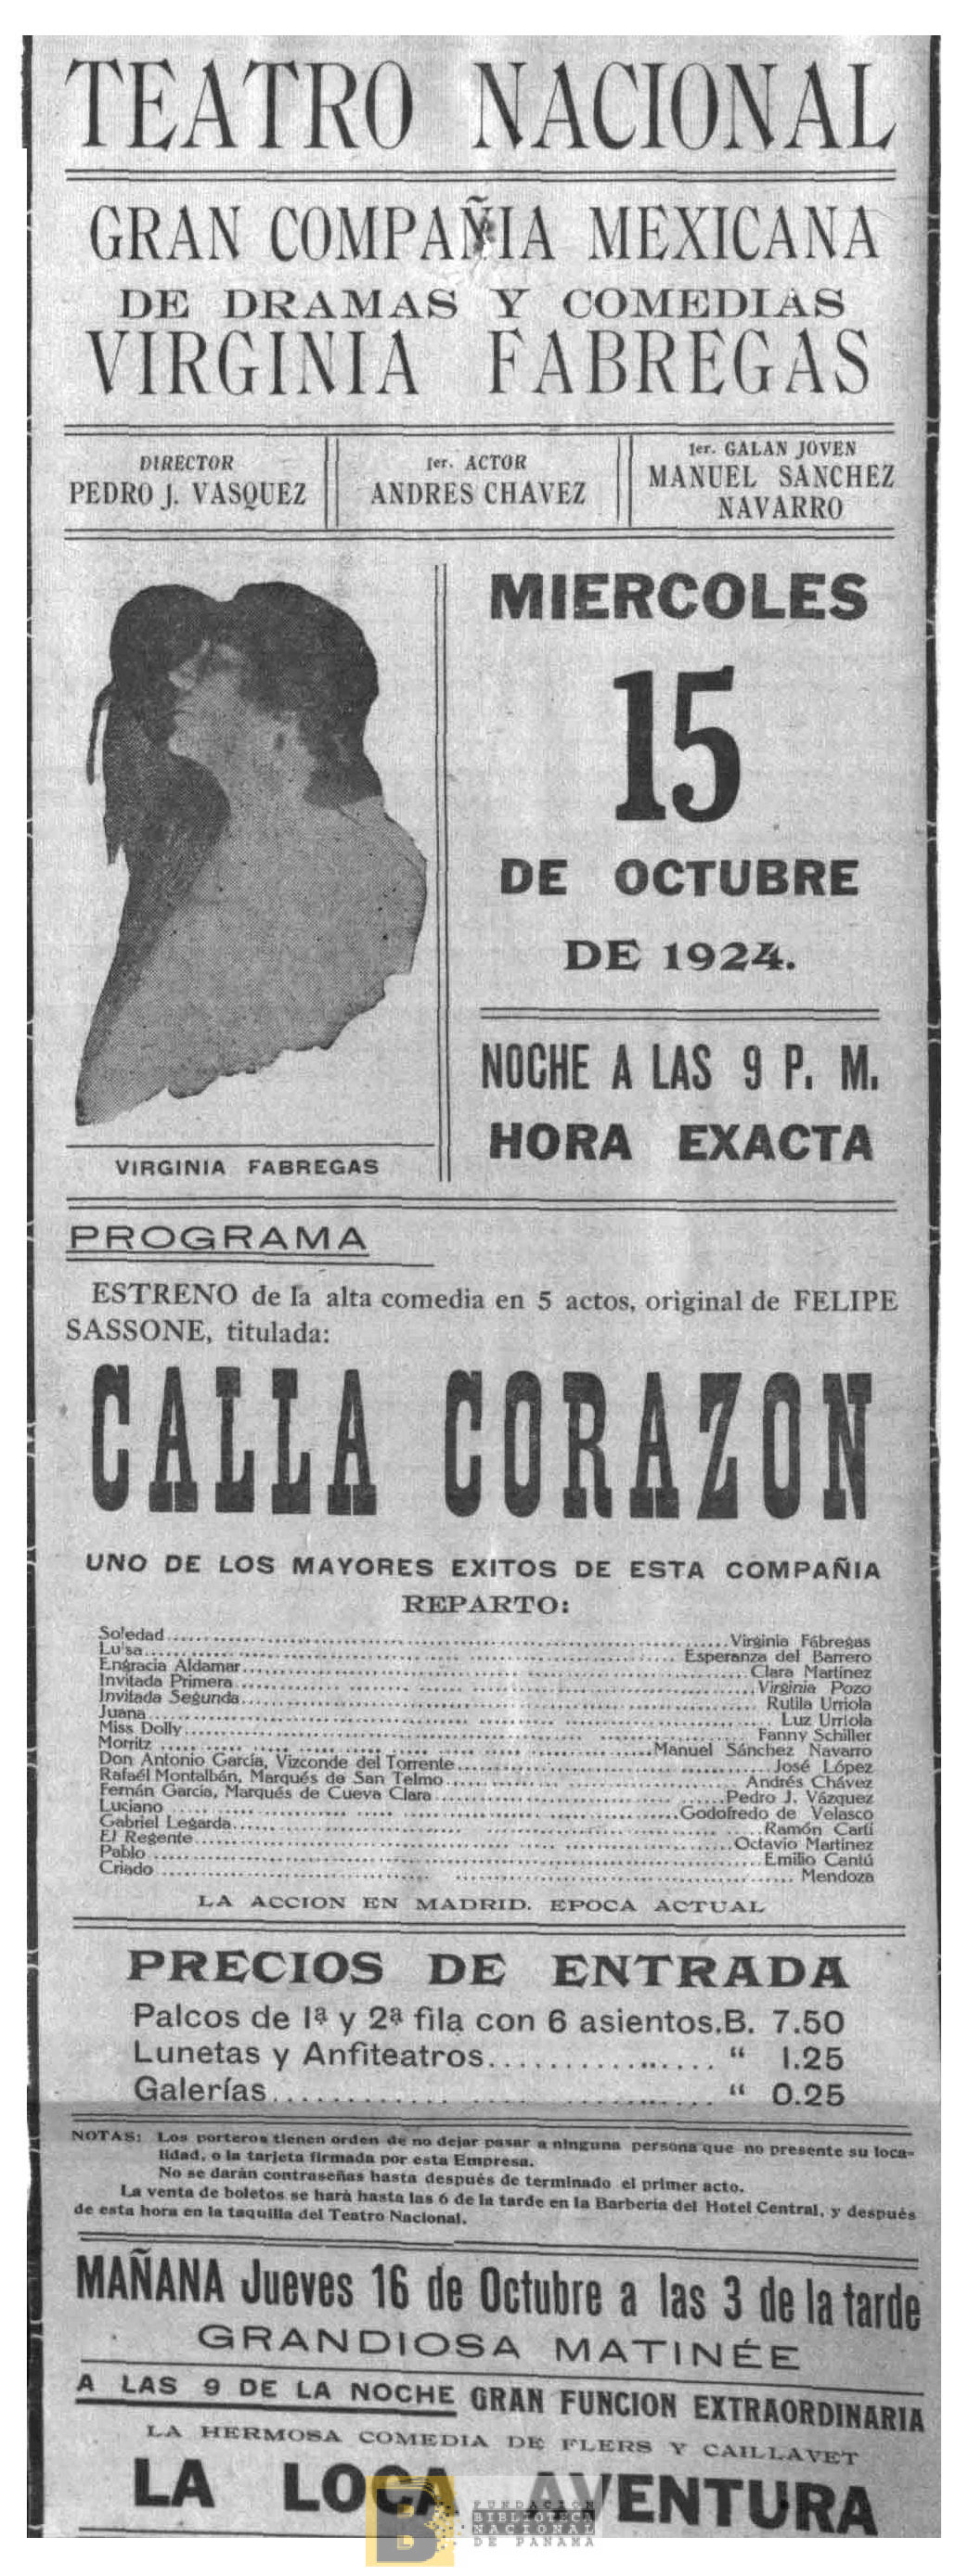 TEATRO NACIONAL
GRAN COMPAÑIA MEXICANA
DE DRAMAS Y COMEDIAS
VIRGINIA FABREGAS
DIRECTOR
PEDRO J. VASQUEZ
1er. ACTOR
ANDRES CHAVEZ
1er. GALAN JOVEN
MANUEL SANCHEZ
NAVARRO
MIERCOLES
15
DE OCTUBRE
DE 1924.
NOCHE A LAS 9 P. M.
HORA EXACTA
VIRGINIA FABREGAS
PROGRAMA
ESTRENO de la alta comedia en 5 actos, original de FELIPE
SASSONE, titulada:
CALLA CORAZON
UNO DE LOS MAYORES EXITOS DE ESTA COMPAÑIA
REPARTO:
Soledad........Virginia Fábregas
Luisa........Esperanza del Barrero
Engracia Aldamar........Clara Martínez
Invitada Primera........Virginia Pozo
Invitada Segunda........Rutila Urriola
Juana........Luz Urriola
Miss Dolly........Fanny Schiller
Morritz........Manuel Sánchez Navarro
Don Antonio García, Vizconde del Torrente........José López
Rafaél Montalbán, Marqués de San Telmo........Andrés Chávez
Fernán García, Marqués de Cueva Clara........Pedro J. Vázquez
Luciano........Godofredo de Velasco
Gabriel Legarda........Ramón Carti
El Regente........Octavio Martínez
Pablo........Emilio Cantú
Criado........Mendoza
LA ACCION EN MADRID. EPOCA ACTUAL
PRECIOS DE ENTRADA
Palcos de 1ª y 2ª fila con 6 asientos.B. 7.50
Lunetas y Anfiteatros........ “ 1.25
Galerías........ “ 0.25
NOTAS: Los porteros tienen orden de no dejar pasar a ninguna persona que no presente su loca-
lidad, o la tarjeta firmada por esta Empresa.
No se darán contraseñas hasta después de terminado el primer acto.
La venta de boletos se hará hasta las 6 de la tarde en la Barbería del Hotel Central, y después
de esta hora en la taquilla del Teatro Nacional.
MAÑANA Jueves 16 de Octubre a las 3 de la tarde
GRANDIOSA MATINÉE
A LAS 9 DE LA NOCHE GRAN FUNCION EXTRAORDINARIA
LA HERMOSA COMEDIA DE FLERS Y CAILLAVET
LA LOCA AVENTURA
B FUNDACION
BIBLIOTECA
NACIONAL
DE PANAMA